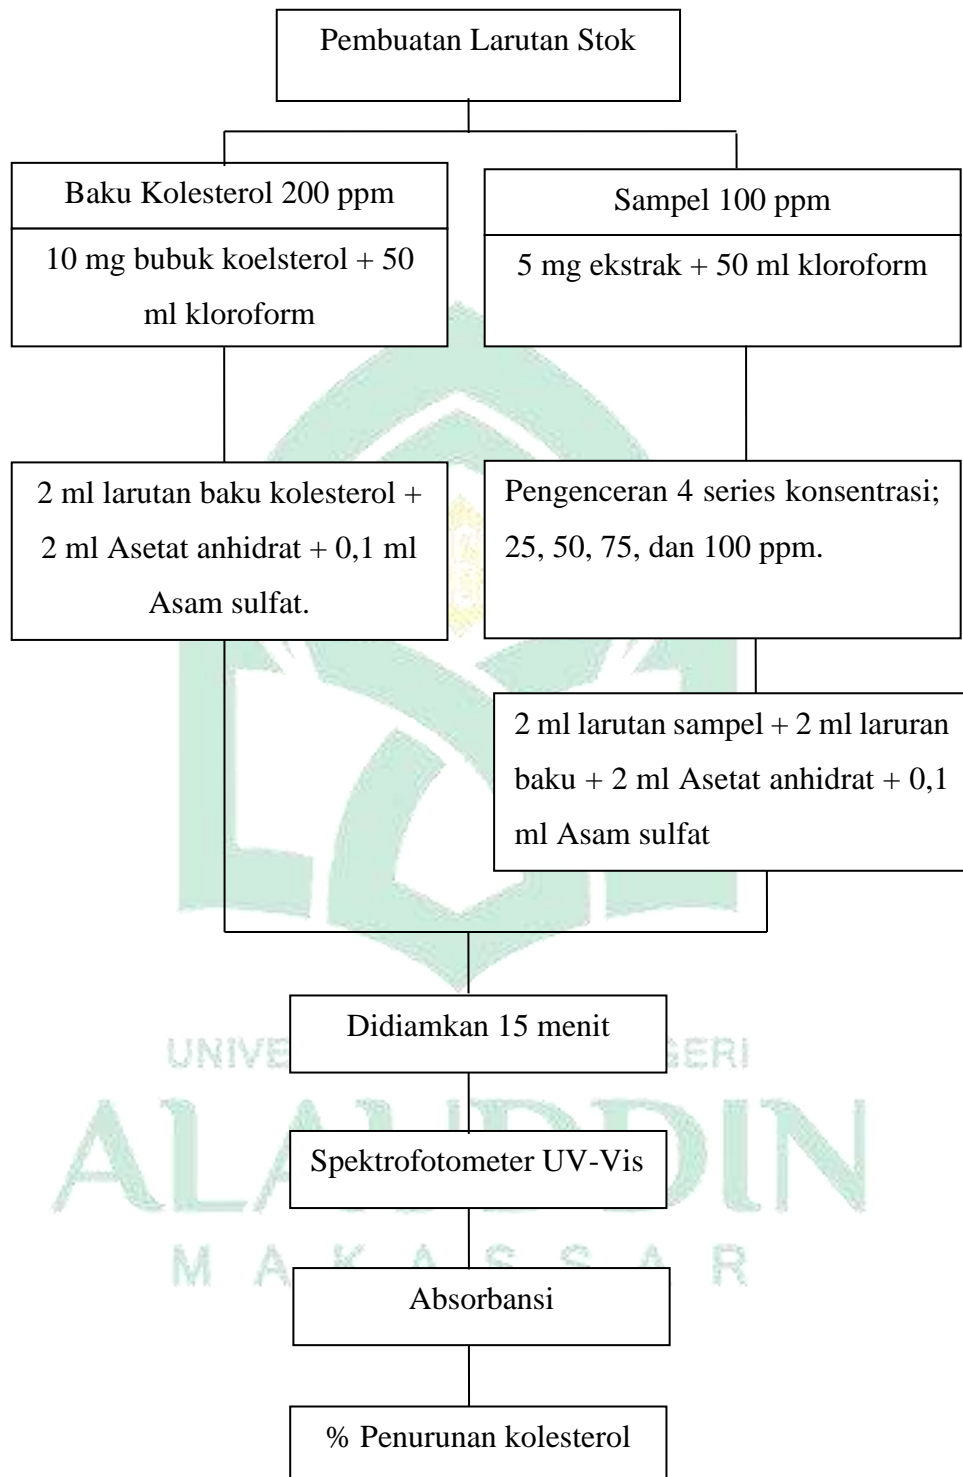 Pembuatan Larutan Stok
Baku Kolesterol 200 ppm
10 mg bubuk koelsterol + 50
ml kloroform
Sampel 100 ppm
5 mg ekstrak + 50 ml kloroform
2 ml larutan baku kolesterol +
2 ml Asetat anhidrat + 0,1 ml
Asam sulfat.
Pengenceran 4 series konsentrasi;
25, 50, 75, dan 100 ppm.
2 ml larutan sampel + 2 ml laruran
baku + 2 ml Asetat anhidrat + 0,1
ml Asam sulfat
Didiamkan 15 menit
Spektrofotometer UV-Vis
Absorbansi
% Penurunan kolesterol
ALAUDDIN
MAKASSAR